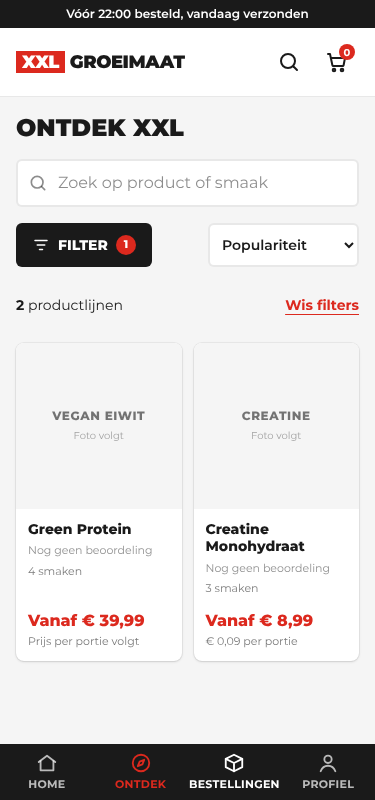 Vóór 22:00 besteld, vandaag verzonden
XXL GROEIMAAT
0
ONTDEK XXL
Zoek op product of smaak
FILTER 1
Populariteit
2 productlijnen
Wis filters
VEGAN EIWIT
Foto volgt
CREATINE
Foto volgt
Green Protein
Nog geen beoordeling
4 smaken
Vanaf € 39,99
Prijs per portie volgt
Creatine
Monohydraat
Nog geen beoordeling
3 smaken
Vanaf € 8,99
€ 0,09 per portie
HOME
ONTDEK
BESTELLINGEN
PROFIEL